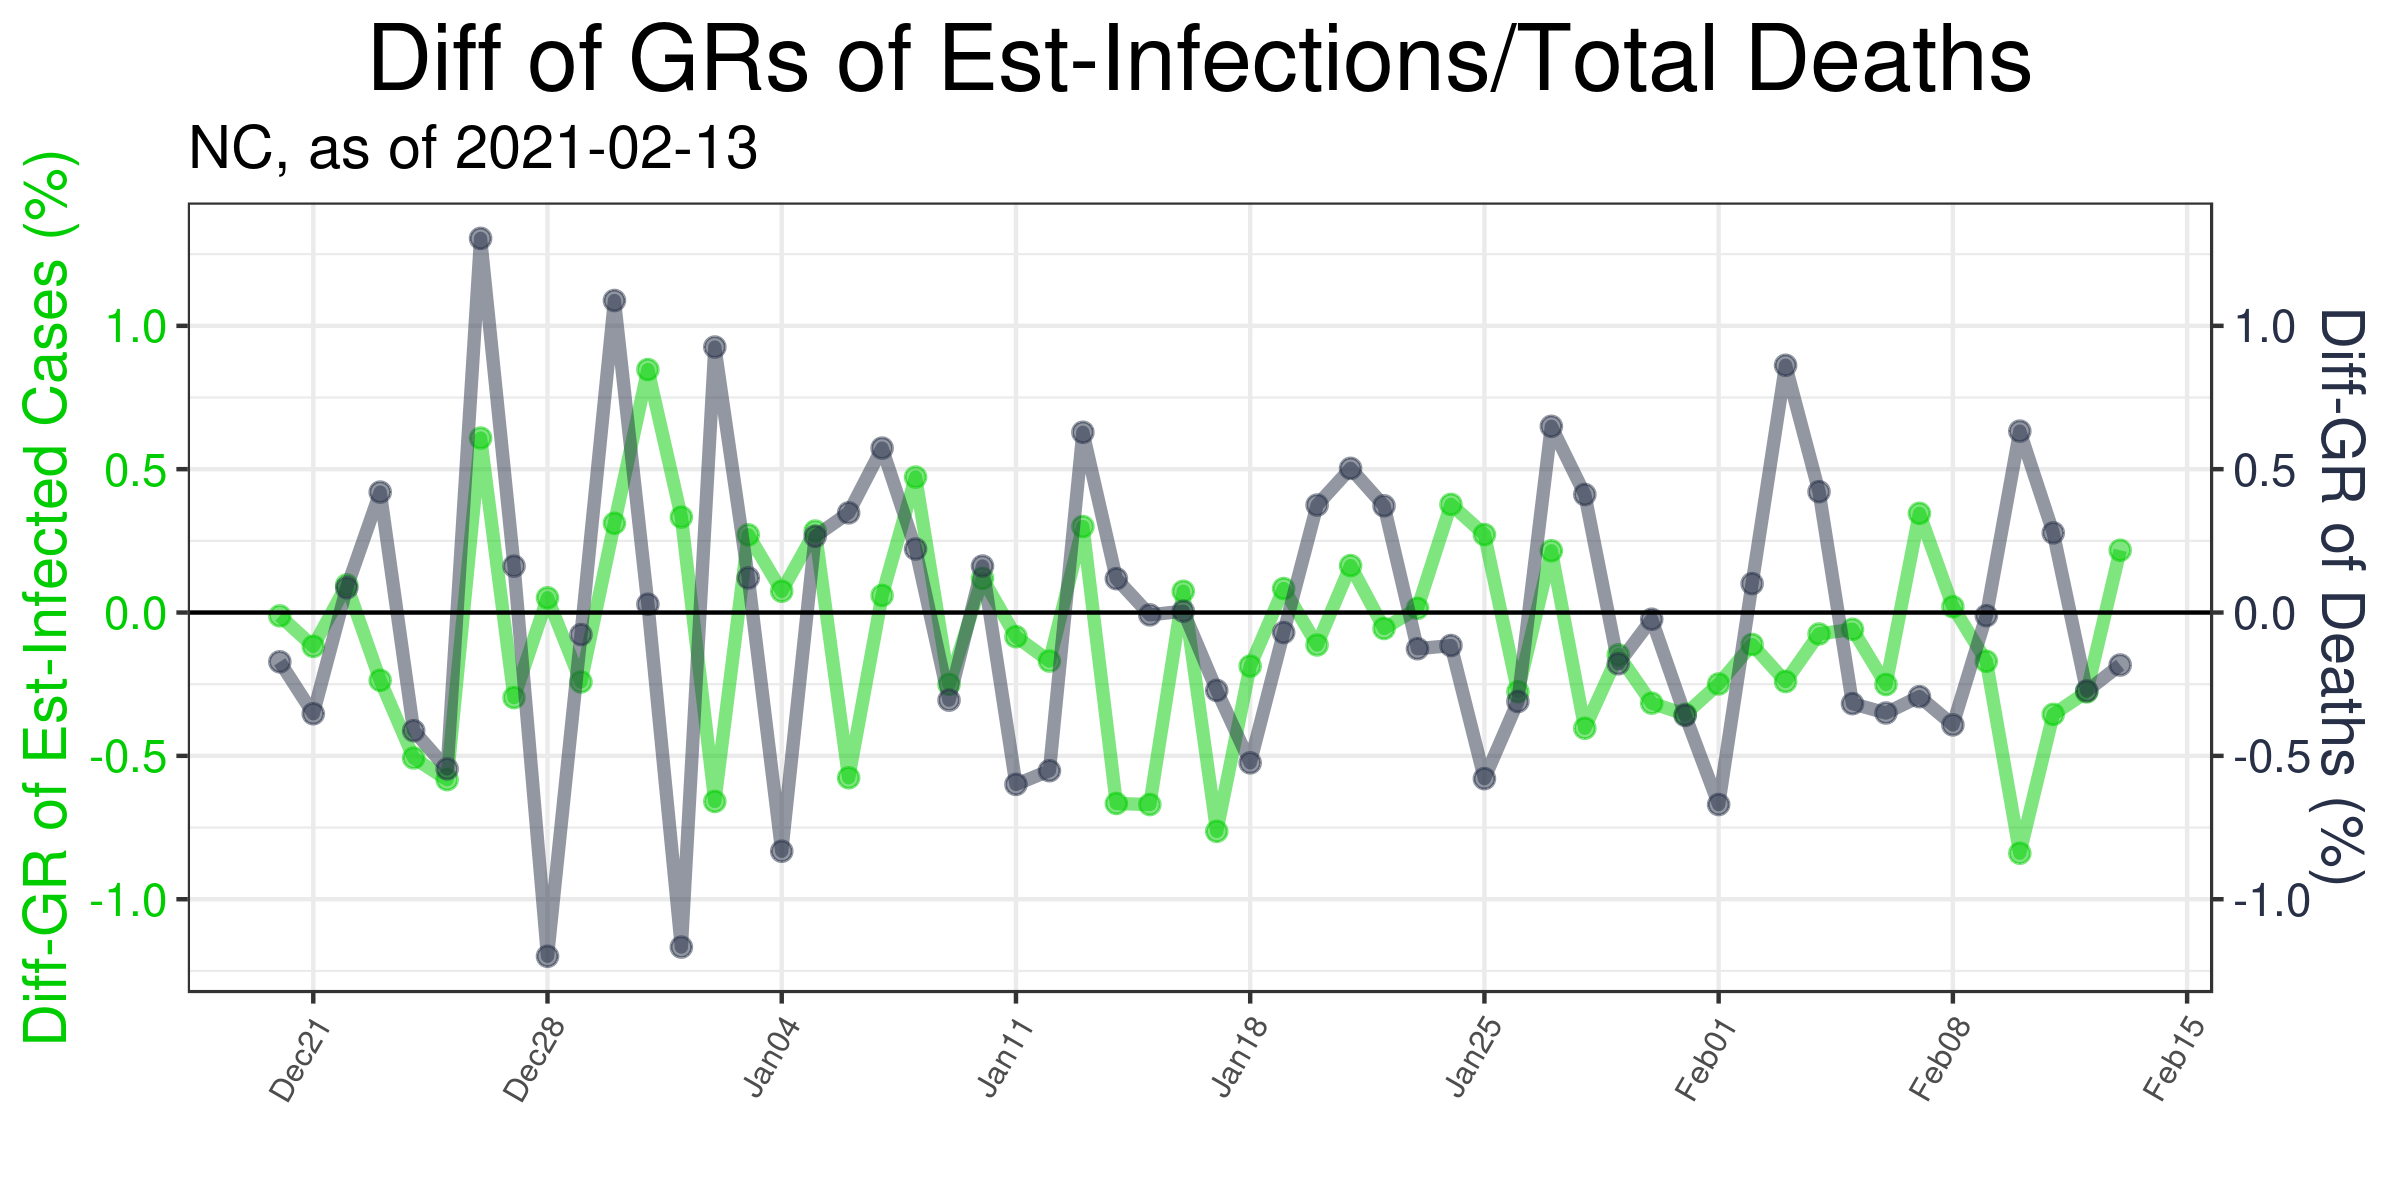 Diff of GRs of Est-Infections/Total Deaths
NC, as of 2021-02-13
Diff-GR of Est-Infected Cases (%)
1.0
0.5
0.0
-0.5
-1.0
1.0
0.5
0.0
-0.5
-1.0
Diff-GR of Deaths (%)
Dec21
Dec28
Jan04
Jan11
Jan18
Jan25
Feb01
Feb08
Feb15